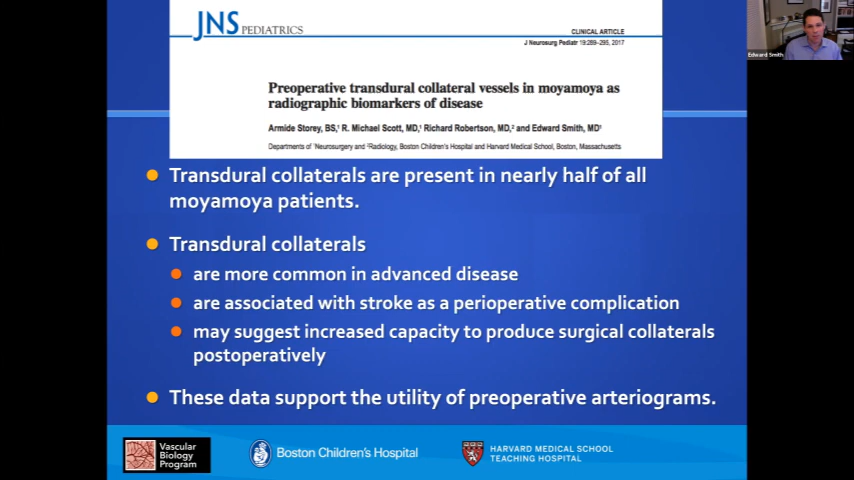 JNS PEDIATRICS
CLINICAL ARTICLE
J Neurosurg Pediatr 19:289–295, 2017
Preoperative transdural collateral vessels in moyamoya as
radiographic biomarkers of disease
Armide Storey, BS,¹ R. Michael Scott, MD,¹ Richard Robertson, MD,² and Edward Smith, MD¹
Departments of ¹Neurosurgery and ²Radiology, Boston Children's Hospital and Harvard Medical School, Boston, Massachusetts
Edward Smith
Transdural collaterals are present in nearly half of all
moyamoya patients.
Transdural collaterals
are more common in advanced disease
are associated with stroke as a perioperative complication
may suggest increased capacity to produce surgical collaterals
postoperatively
These data support the utility of preoperative arteriograms.
Vascular
Biology
Program
Boston Children's Hospital
HARVARD MEDICAL SCHOOL
TEACHING HOSPITAL